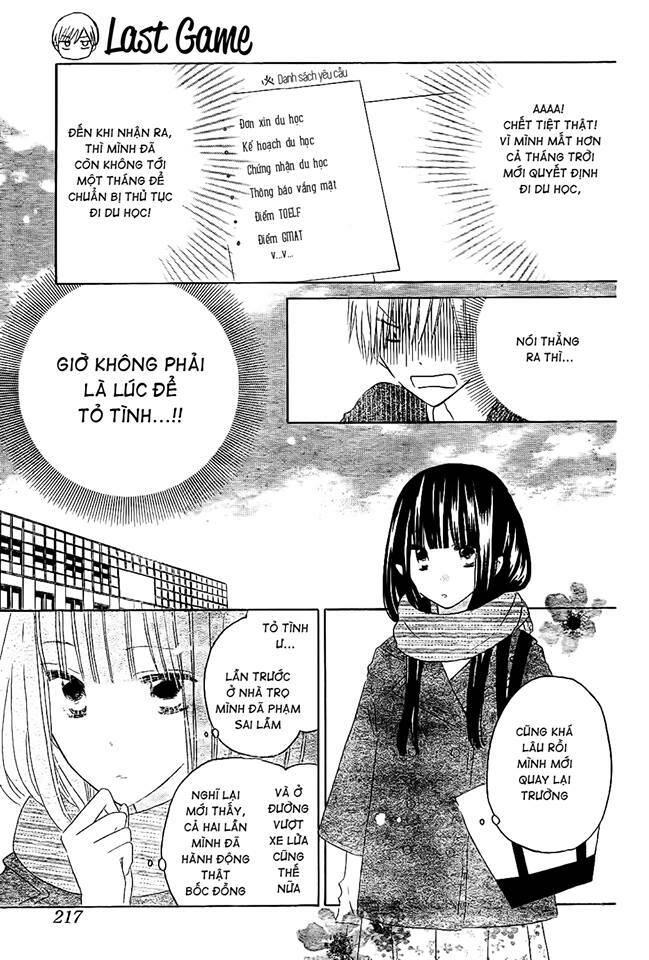 Last Game
AAAA!
CHẾT TIỆT THẬT!
VÌ MÌNH MẤT HƠN
CẢ THÁNG TRỜI
MỚI QUYẾT ĐỊNH
ĐI DU HỌC,
Danh sách yêu cầu
Đơn xin du học
Kế hoạch du học
Chứng nhận du học
Thông báo vắng mặt
Điểm TOELF
Điểm GMAT
v...v...
ĐẾN KHI NHẬN RA,
THÌ MÌNH ĐÃ
CÒN KHÔNG TỚI
MỘT THÁNG ĐỂ
CHUẨN BỊ THỦ TỤC
ĐI DU HỌC!
NÓI THẲNG
RA THÌ...
GIỜ KHÔNG PHẢI
LÀ LÚC ĐỂ
TỎ TÌNH...!!
CŨNG KHÁ
LÂU RỒI
MÌNH MỚI
QUAY LẠI
TRƯỜNG
TỎ TÌNH
Ư...
LẦN TRƯỚC
Ở NHÀ TRỌ
MÌNH ĐÃ PHẠM
SAI LẦM
VÀ Ở
ĐƯỜNG
VƯỢT
XE LỬA
CŨNG THẾ
NỮA
NGHĨ LẠI
MỚI THẤY,
CẢ HAI LẦN
MÌNH ĐÃ
HÀNH ĐỘNG
THẬT
BỐC ĐỒNG
217